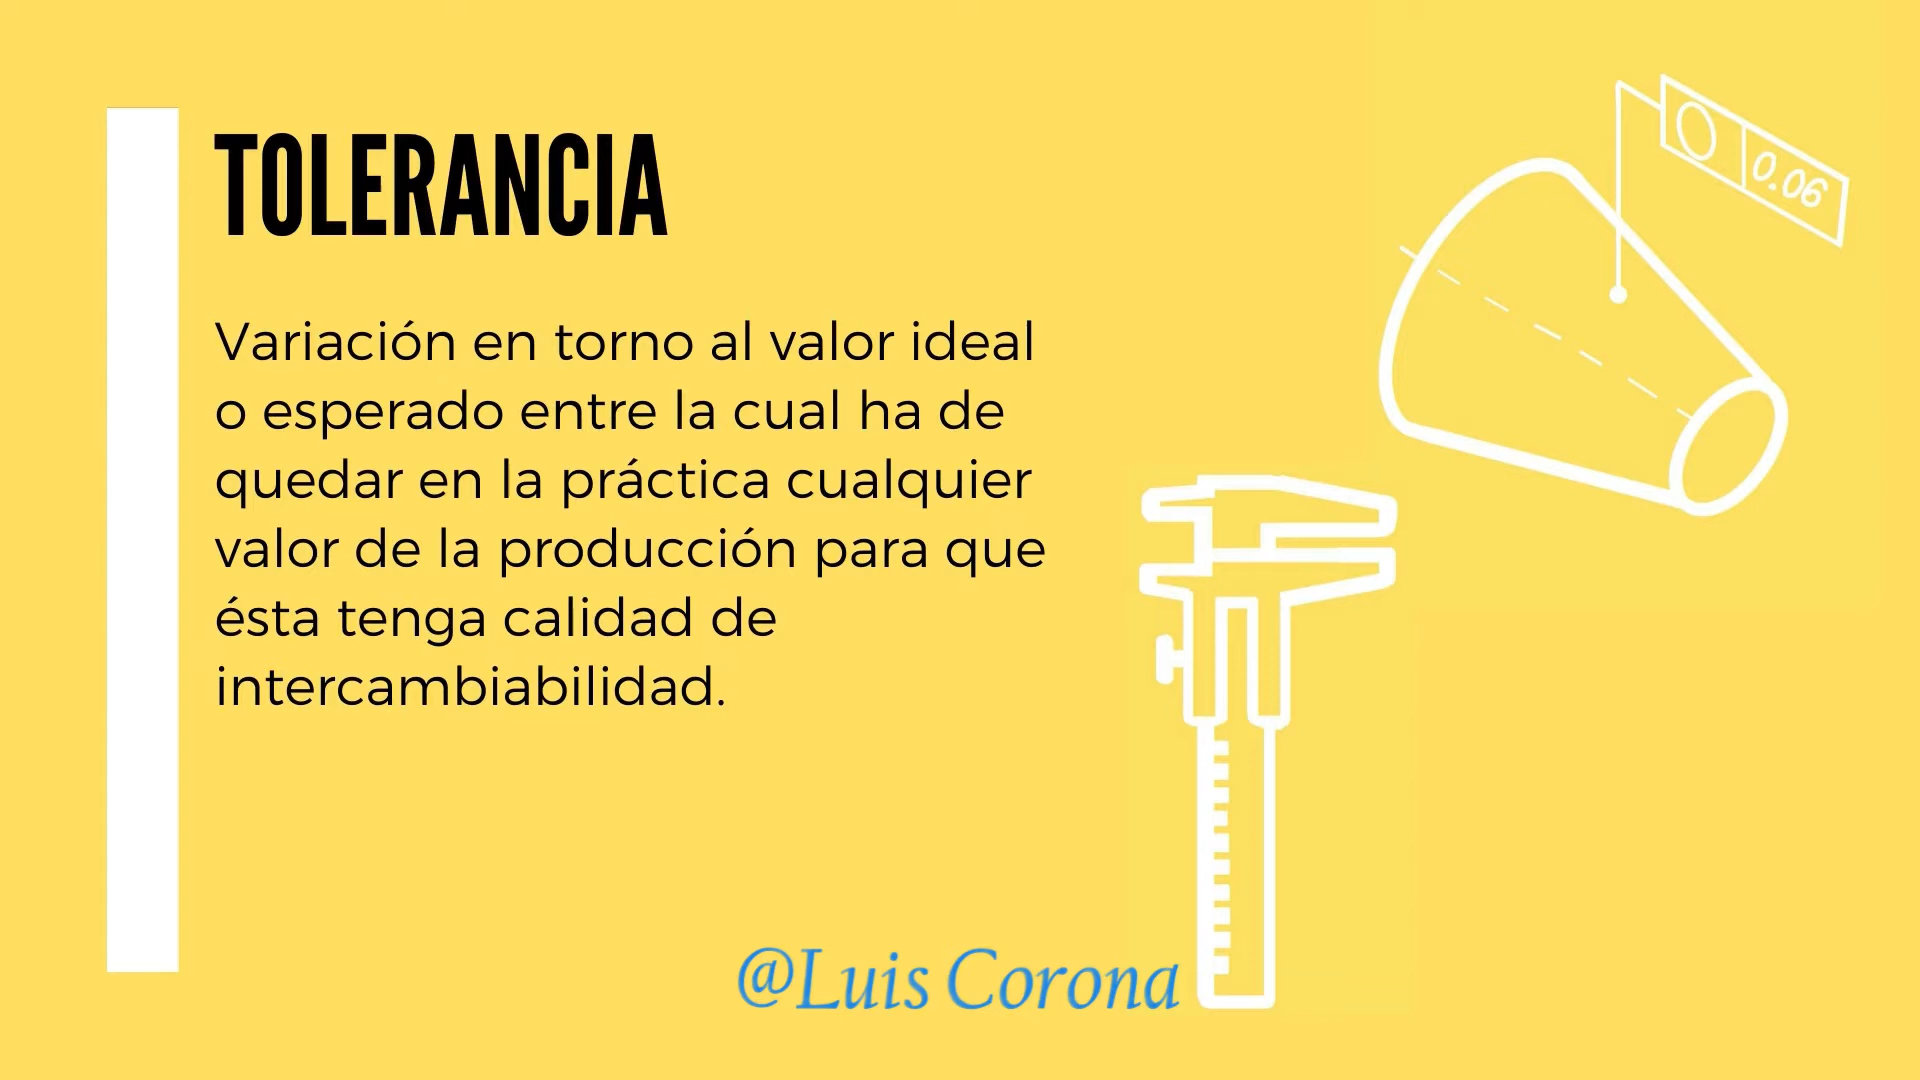 TOLERANCIA
Variación en torno al valor ideal
o esperado entre la cual ha de
quedar en la práctica cualquier
valor de la producción para que
ésta tenga calidad de
intercambiabilidad.
0.06
@Luis Corona